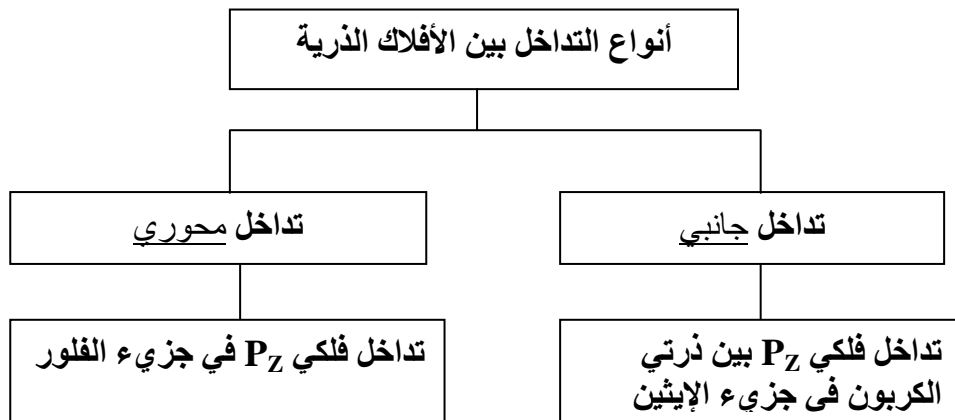 أنواع التداخل بين الأفلاك الذرية
تداخل جانبي
تداخل محوري
تداخل فلكي PZ بين ذرتي
الكربون في جزيء الإيثين
تداخل فلكي PZ في جزيء الفلور